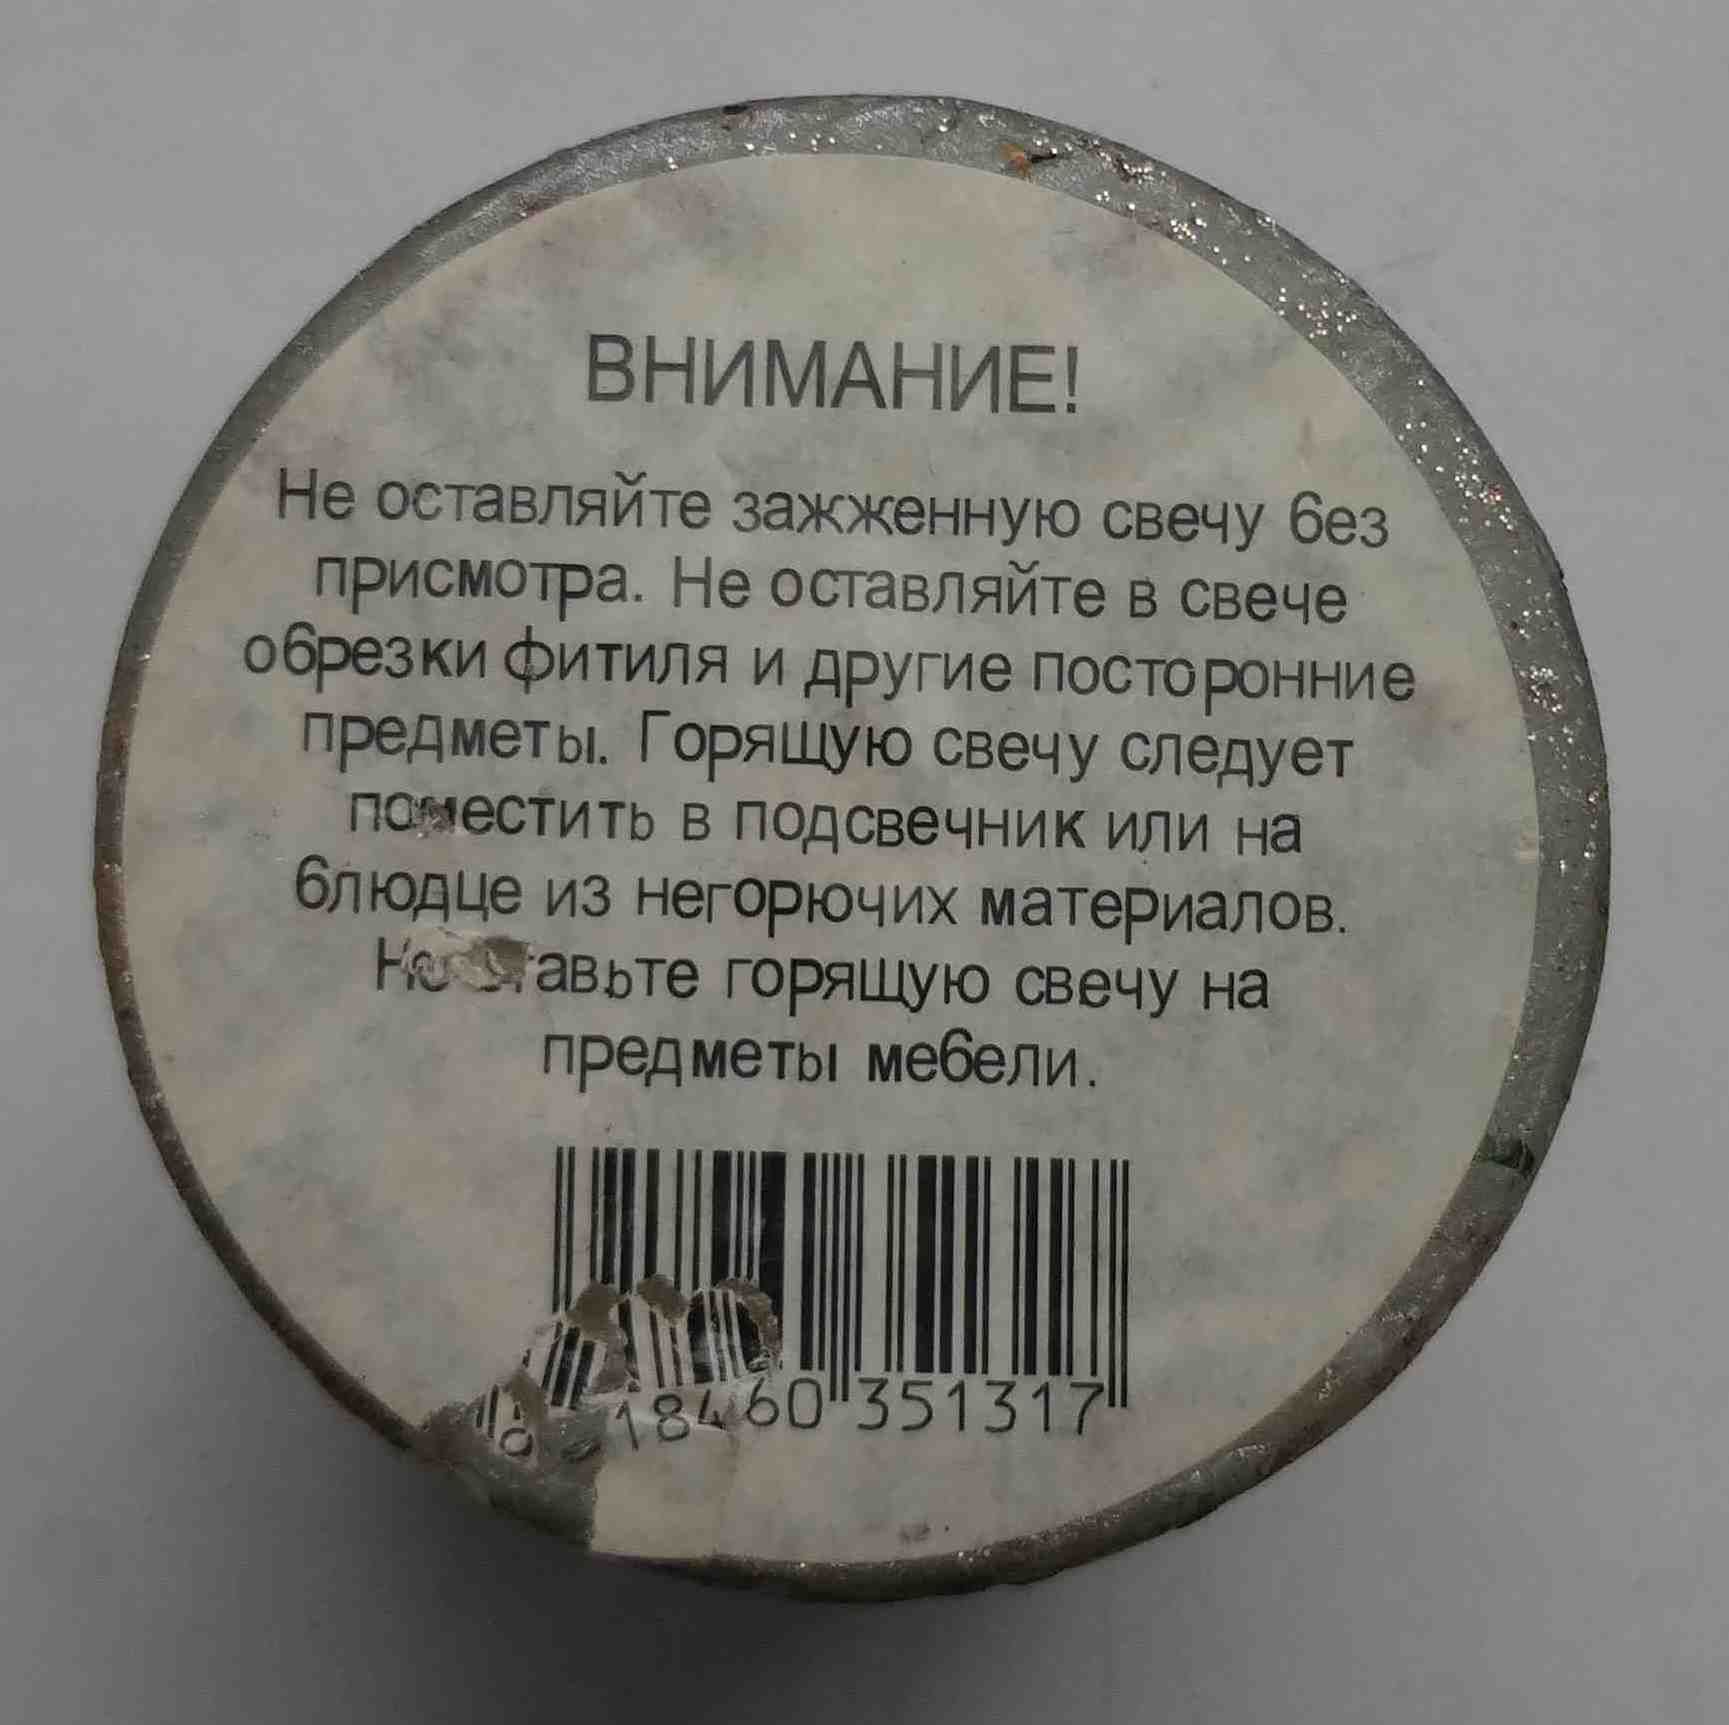 ВНИМАНИЕ!
Не оставляйте зажженную свечу без
присмотра. Не оставляйте в свече
обрезки фитиля и другие посторонние
предметы. Горящую свечу следует
поместить в подсвечник или на
блюдце из негорючих материалов.
горящую свечу на
предметы мебели.
18460 351317